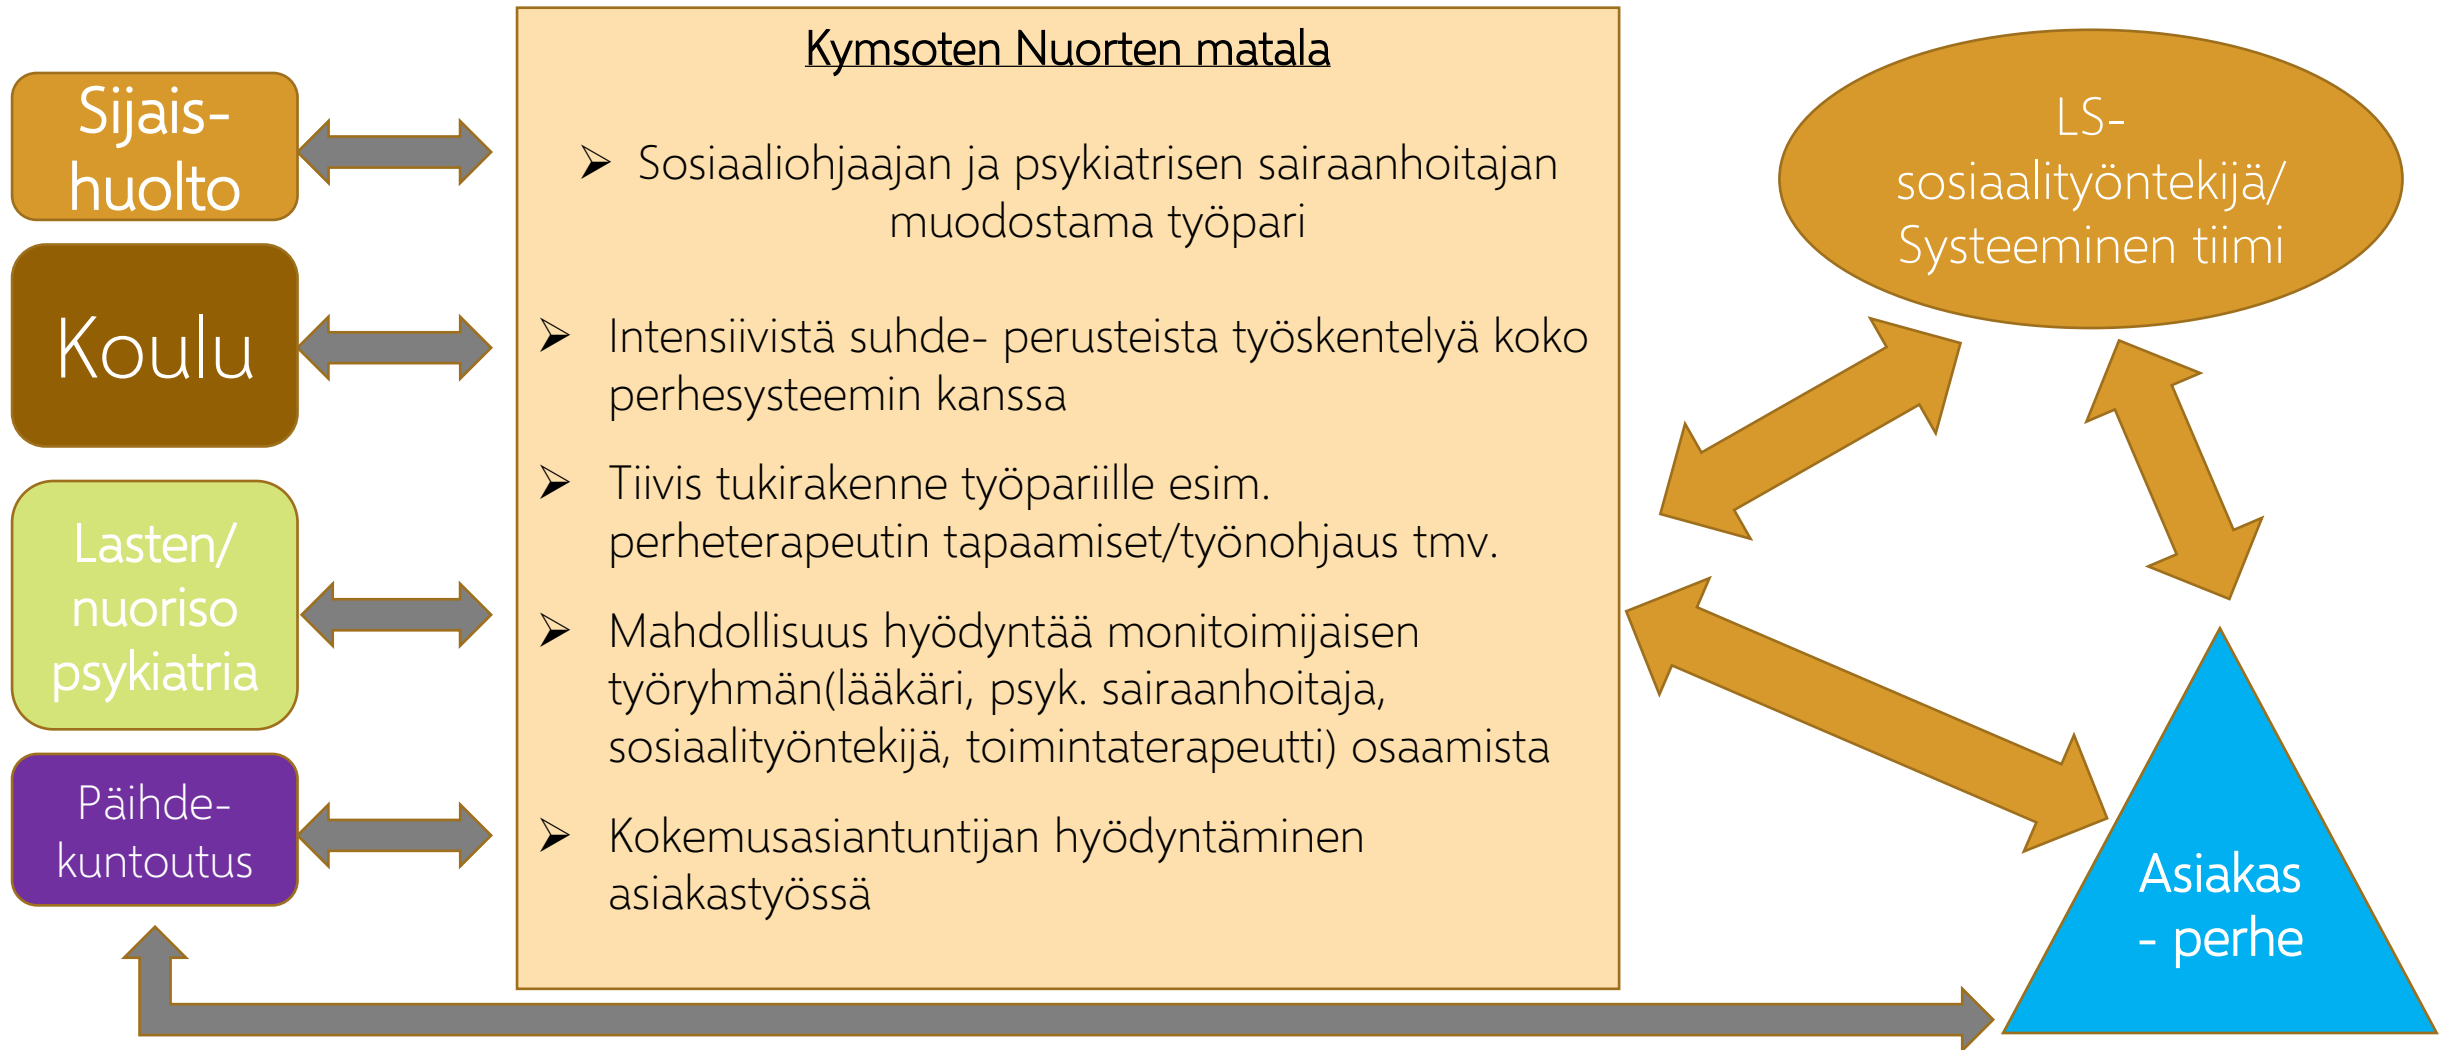 Sijais-
huolto
Koulu
Lasten/
nuoriso
psykiatria
Päihde-
kuntoutus
Kymsoten Nuorten matala
➢ Sosiaaliohjaajan ja psykiatrisen sairaanhoitajan
muodostama työpari
➢ Intensiivistä suhde- perusteista työskentelyä koko
perhesysteemin kanssa
➢ Tiivis tukirakenne työpariille esim.
perheterapeutin tapaamiset/työnohjaus tmv.
➢ Mahdollisuus hyödyntää monitoimijaisen
työryhmän(lääkäri, psyk. sairaanhoitaja,
sosiaalityöntekijä, toimintaterapeutti) osaamista
➢ Kokemusasiantuntijan hyödyntäminen
asiakastyössä
LS-
sosiaalityöntekijä/
Systeeminen tiimi
Asiakas
- perhe